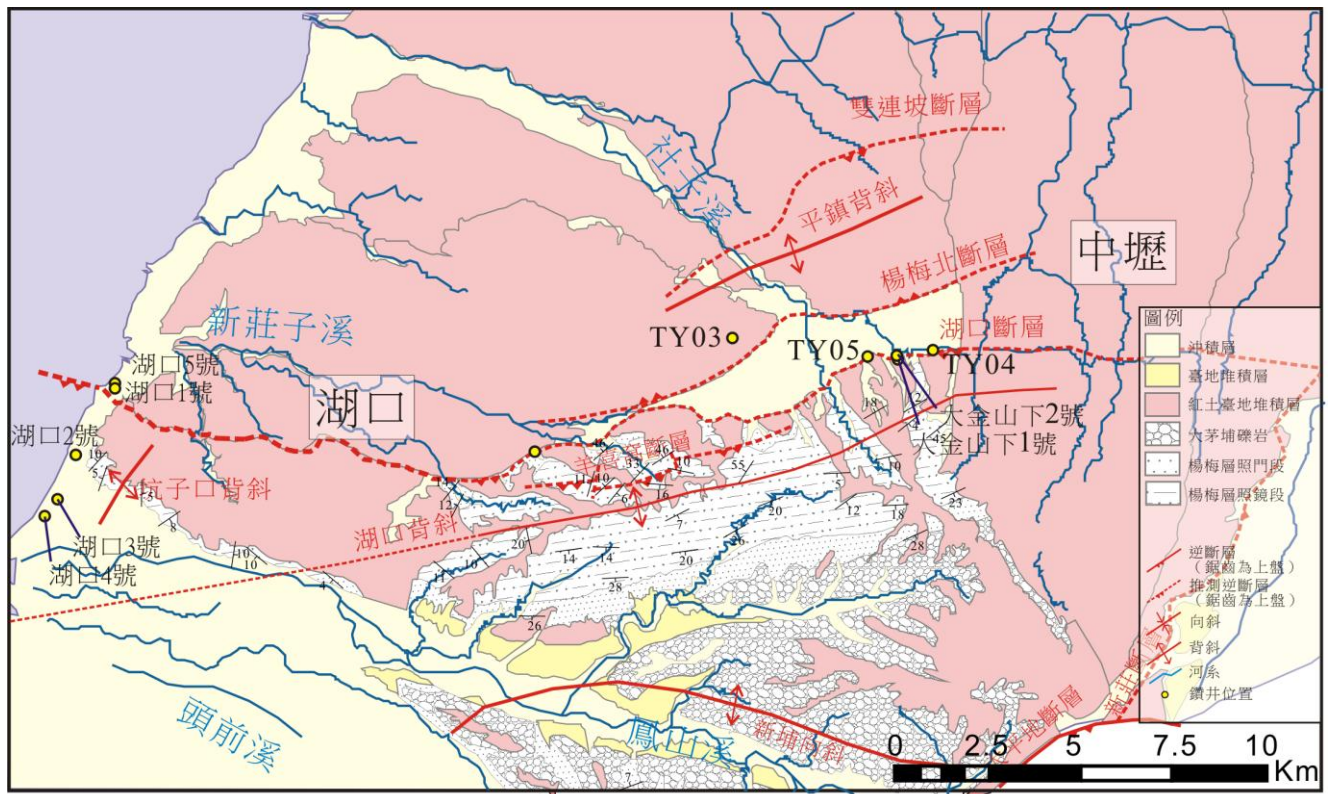 雙連坡斷層
社子溪
平鎮背斜
中壢
楊梅北斷層
新莊子溪
TY03
TY05
湖口斷層
TY04
湖口5號
湖口1號
湖口
大金山下2號
大金山下1號
湖口2號
坑子口背斜
湖口背斜
湖口3號
湖口4號
頭前溪
鳳山溪
新埔向斜
圖例
沖積層
臺地堆積層
紅土臺地堆積層
大茅埔礫岩
楊梅層照門段
楊梅層照鏡段
逆斷層
(鋸齒為上盤)
推測逆斷層
(鋸齒為上盤)
向斜
背斜
河系
鑽井位置
0 2.5 5 7.5 10
Km